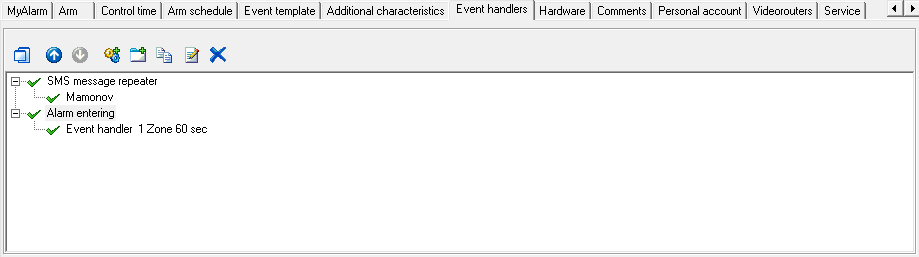 MyAlarm Arm Control time Arm schedule Event template Additional characteristics Event handlers Hardware Comments Personal account Videorouters Service
SMS message repeater
Mamonov
Alarm entering
Event handler 1 Zone 60 sec